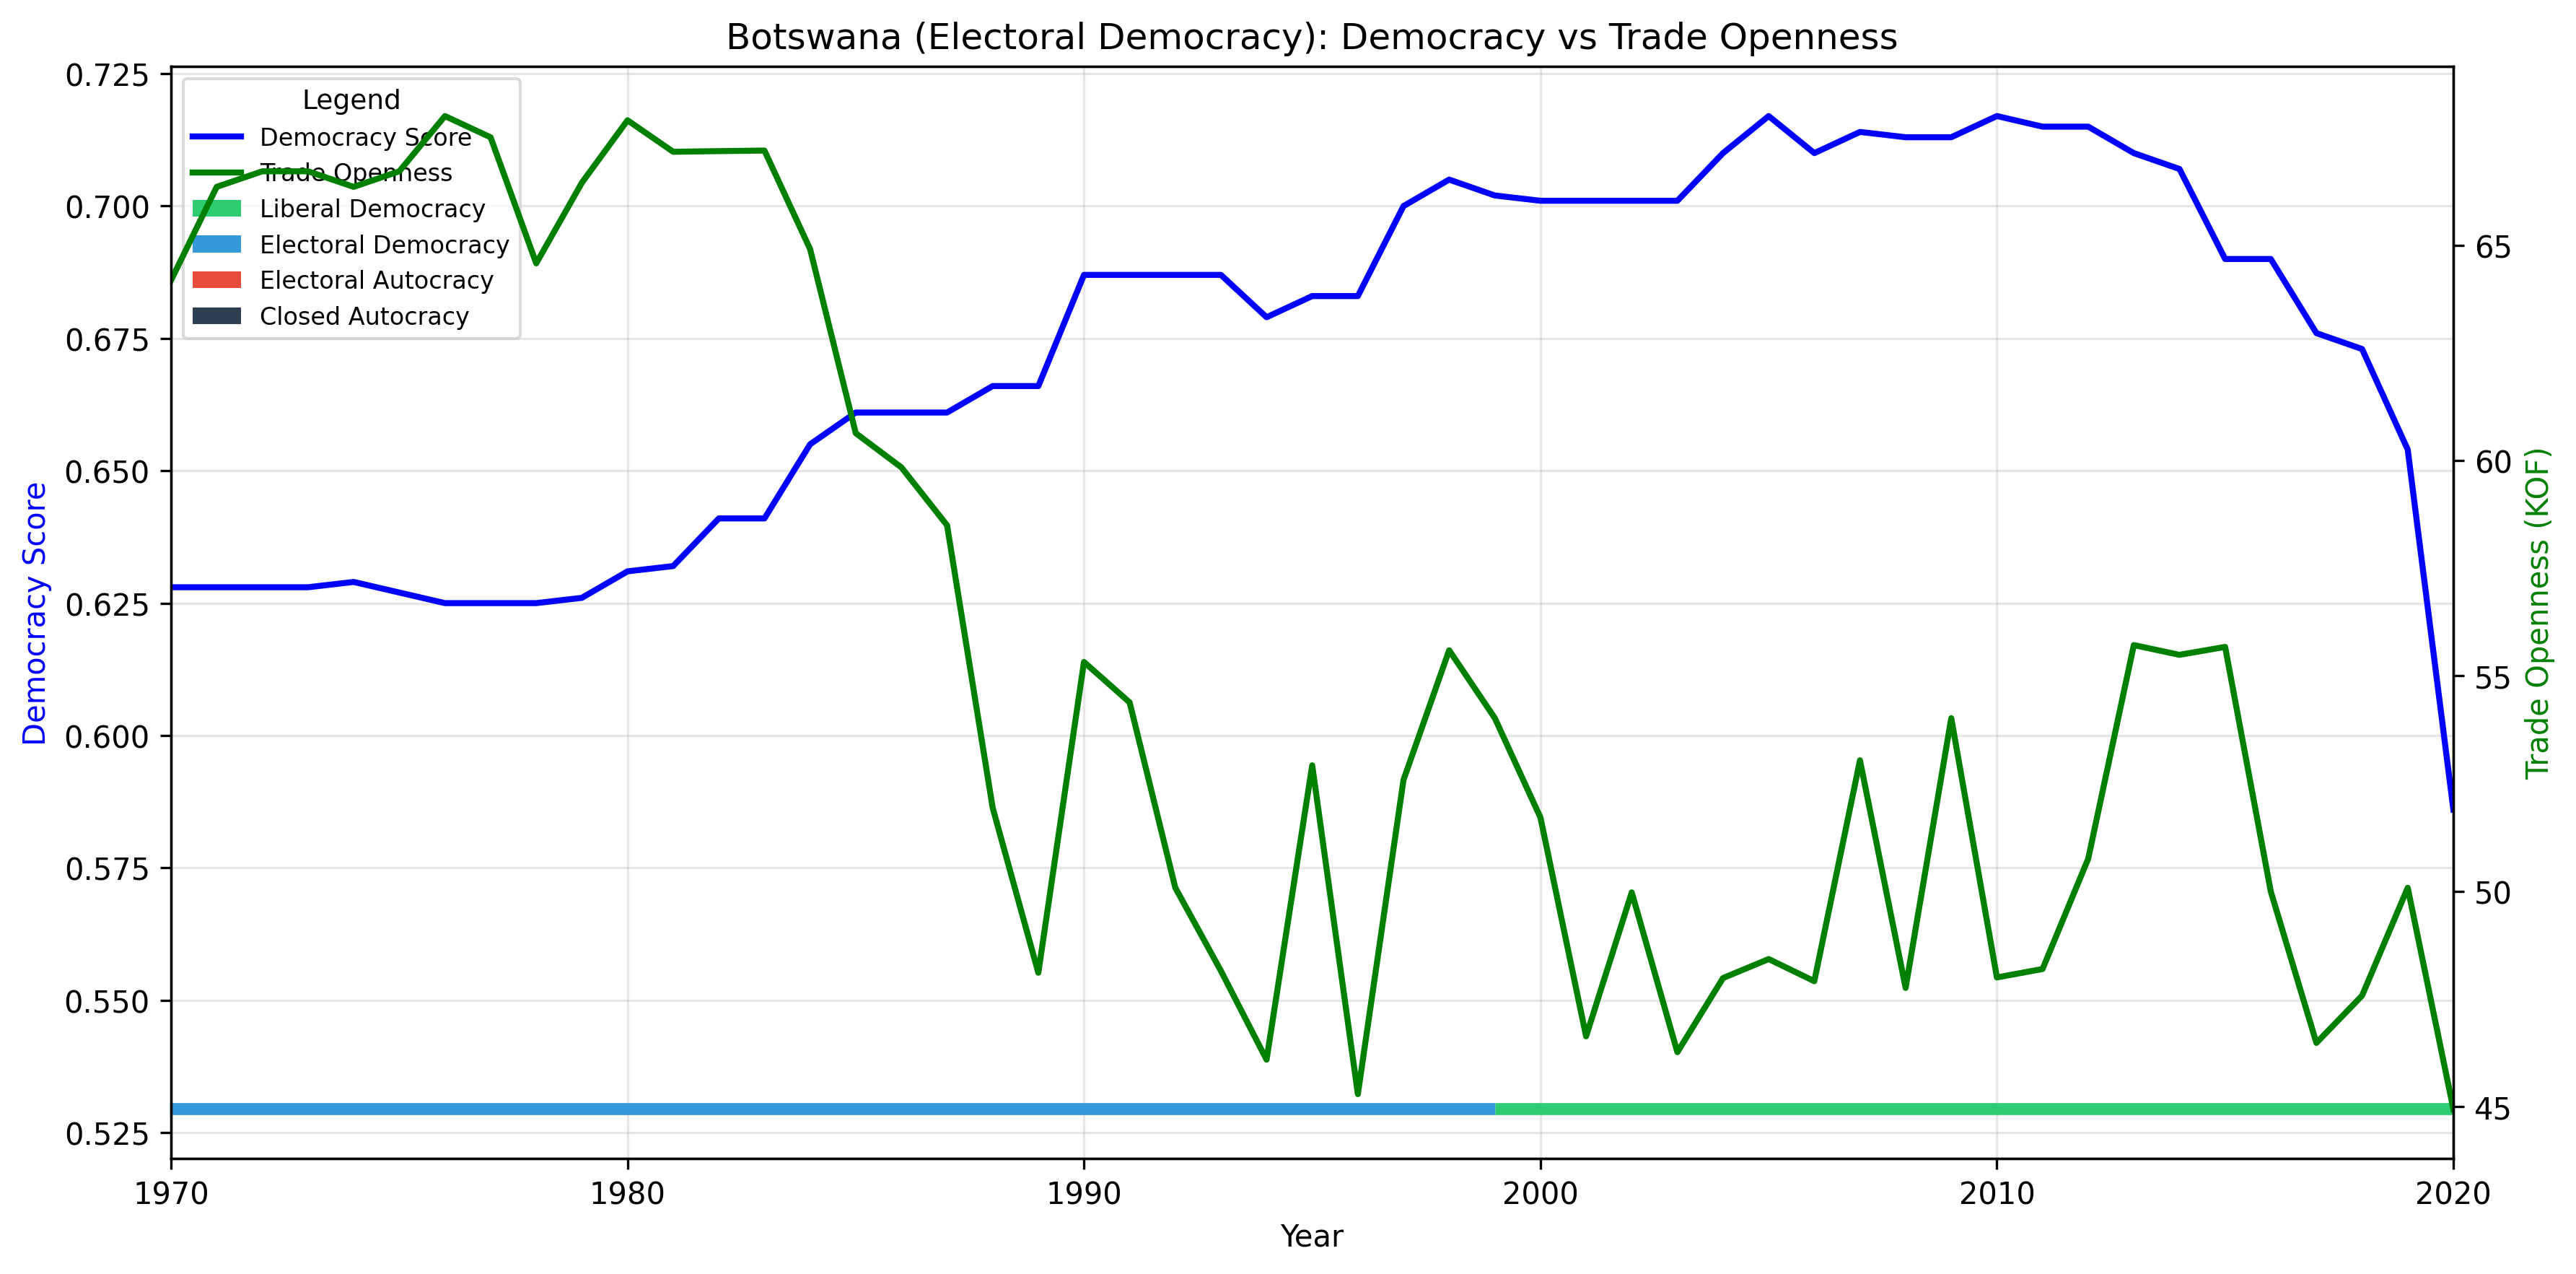 Botswana (Electoral Democracy): Democracy vs Trade Openness
Legend
Democracy Score
Trade Openness
Liberal Democracy
Electoral Democracy
Electoral Autocracy
Closed Autocracy
Democracy Score
0.725
0.700
0.675
0.650
0.625
0.600
0.575
0.550
0.525
65
60
55
50
45
Trade Openness (KOF)
1970 1980 1990 2000 2010 2020
Year